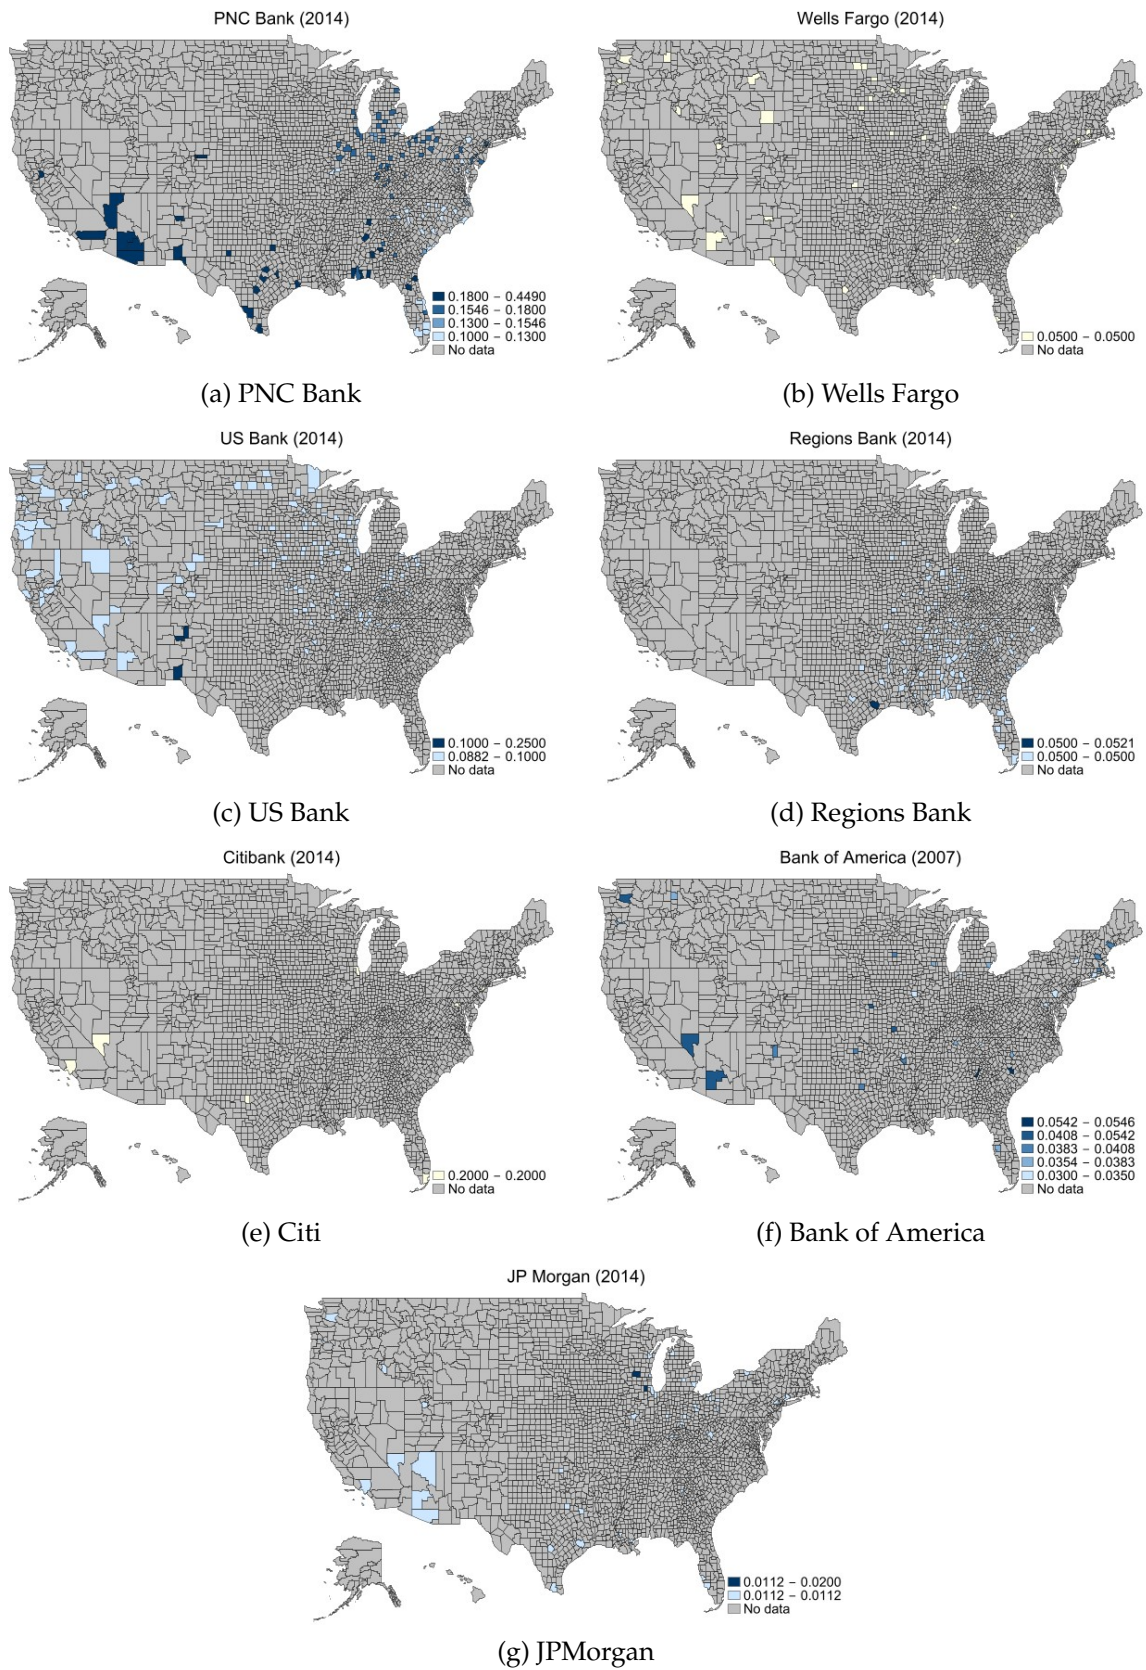 PNC Bank (2014)
0.1800 – 0.4490
0.1546 – 0.1800
0.1300 – 0.1546
0.1000 – 0.1300
No data
(a) PNC Bank
Wells Fargo (2014)
0.0500 – 0.0500
No data
(b) Wells Fargo
US Bank (2014)
0.1000 – 0.2500
0.0882 – 0.1000
No data
(c) US Bank
Regions Bank (2014)
0.0500 – 0.0521
0.0500 – 0.0500
No data
(d) Regions Bank
Citibank (2014)
0.2000 – 0.2000
No data
(e) Citi
Bank of America (2007)
0.0542 – 0.0546
0.0408 – 0.0542
0.0383 – 0.0408
0.0354 – 0.0383
0.0300 – 0.0350
No data
(f) Bank of America
JP Morgan (2014)
0.0112 – 0.0200
0.0112 – 0.0112
No data
(g) JPMorgan